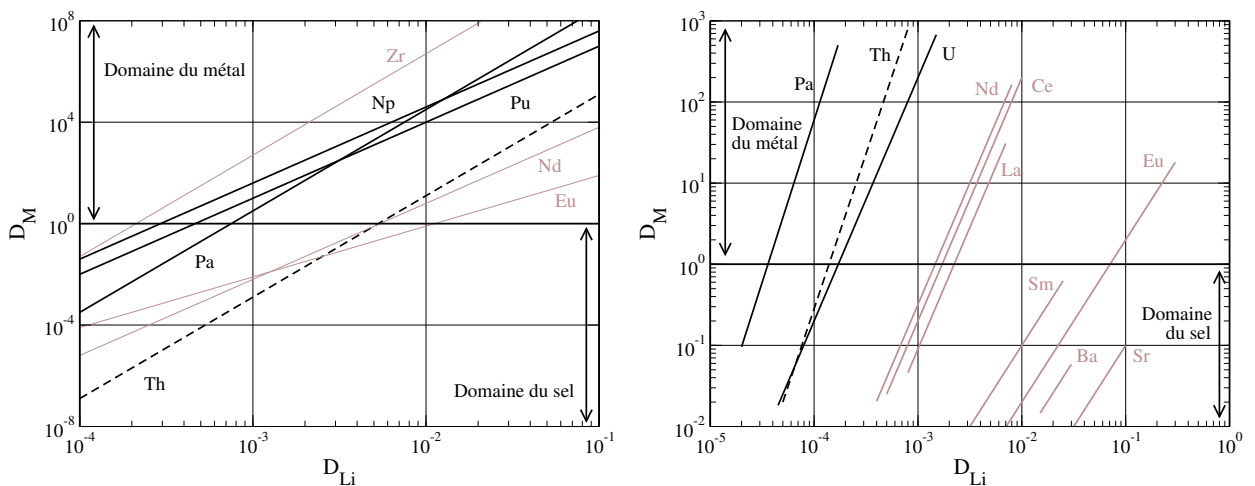 10^8
Zr
Domaine du métal
Np
Pu
10^4
Nd
Eu
D_M
10^0
Pa
10^-4
Th
Domaine du sel
10^-8
10^-4
10^-3
10^-2
10^-1
D_Li
10^3
Th
U
Pa
Nd
Ce
10^2
Domaine
du métal
La
Eu
10^1
D_M
10^0
Sm
Domaine
du sel
10^-1
Ba
Sr
10^-2
10^-5
10^-4
10^-3
10^-2
10^-1
10^0
D_Li